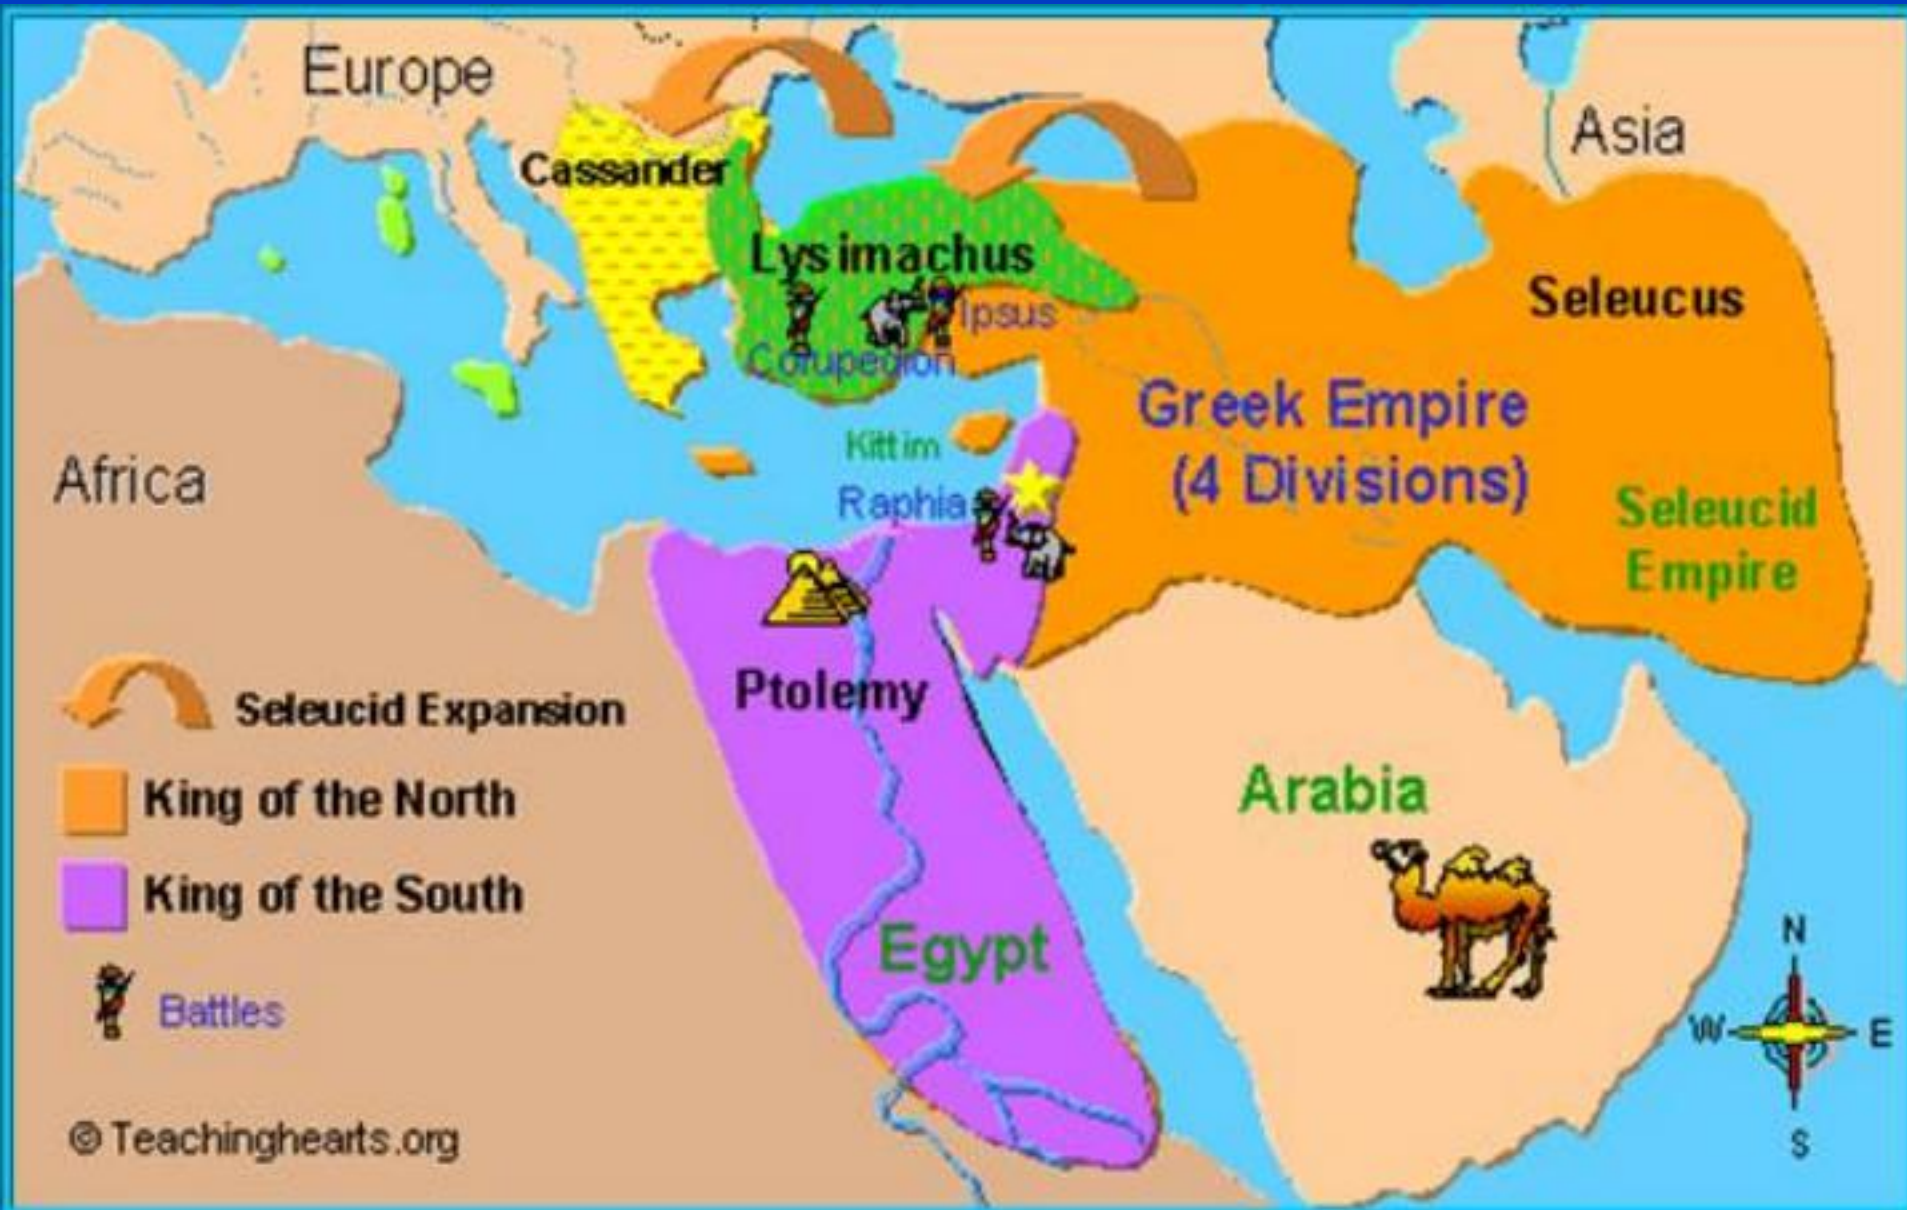 Europe
Asia
Cassander
Lysimachus
Ipsus
Corupedion
Seleucus
Greek Empire
(4 Divisions)
Kittim
Raphia
Africa
Seleucid
Empire
Ptolemy
Seleucid Expansion
King of the North
Arabia
King of the South
Egypt
Battles
N
W
E
S
© Teachinghearts.org